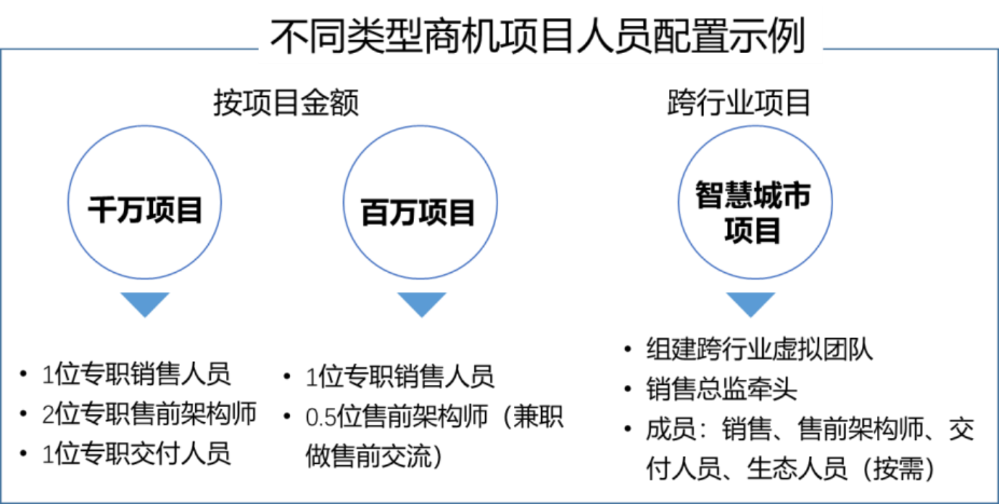 不同类型商机项目人员配置示例
按项目金额
跨行业项目
千万项目
百万项目
智慧城市
项目
• 1位专职销售人员
• 2位专职售前架构师
• 1位专职交付人员
• 1位专职销售人员
• 0.5位售前架构师（兼职
做售前交流）
• 组建跨行业虚拟团队
• 销售总监牵头
• 成员：销售、售前架构师、交
付人员、生态人员（按需）